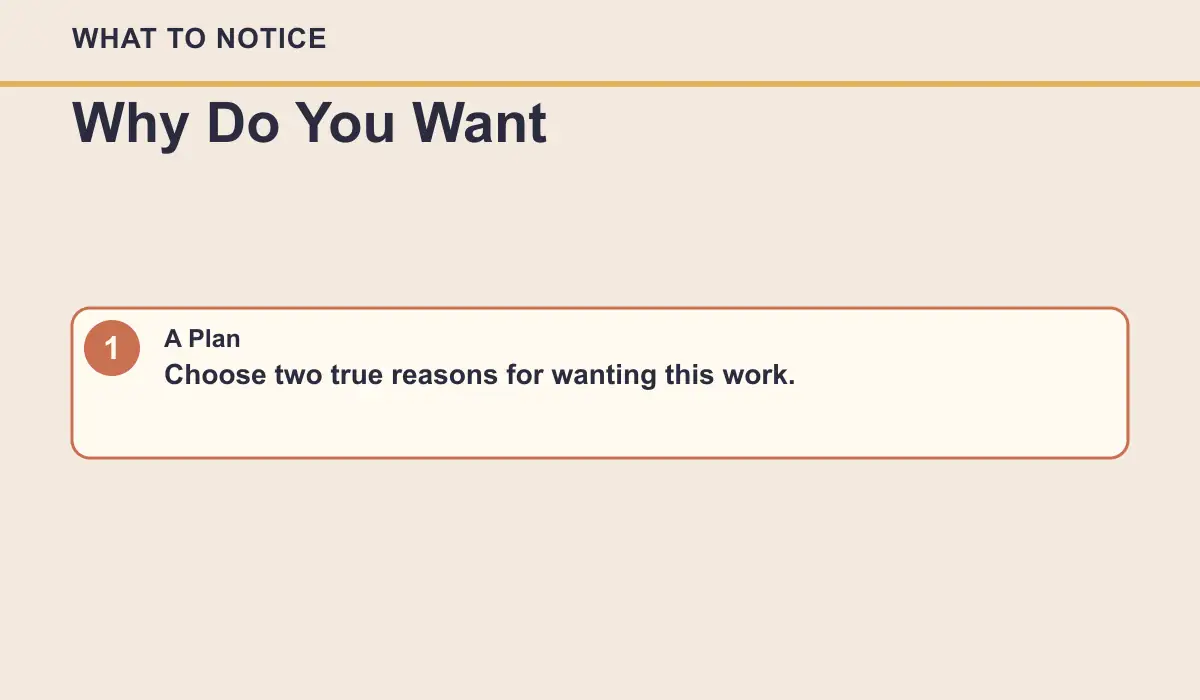 WHAT TO NOTICE
Why Do You Want
1
A Plan
Choose two true reasons for wanting this work.